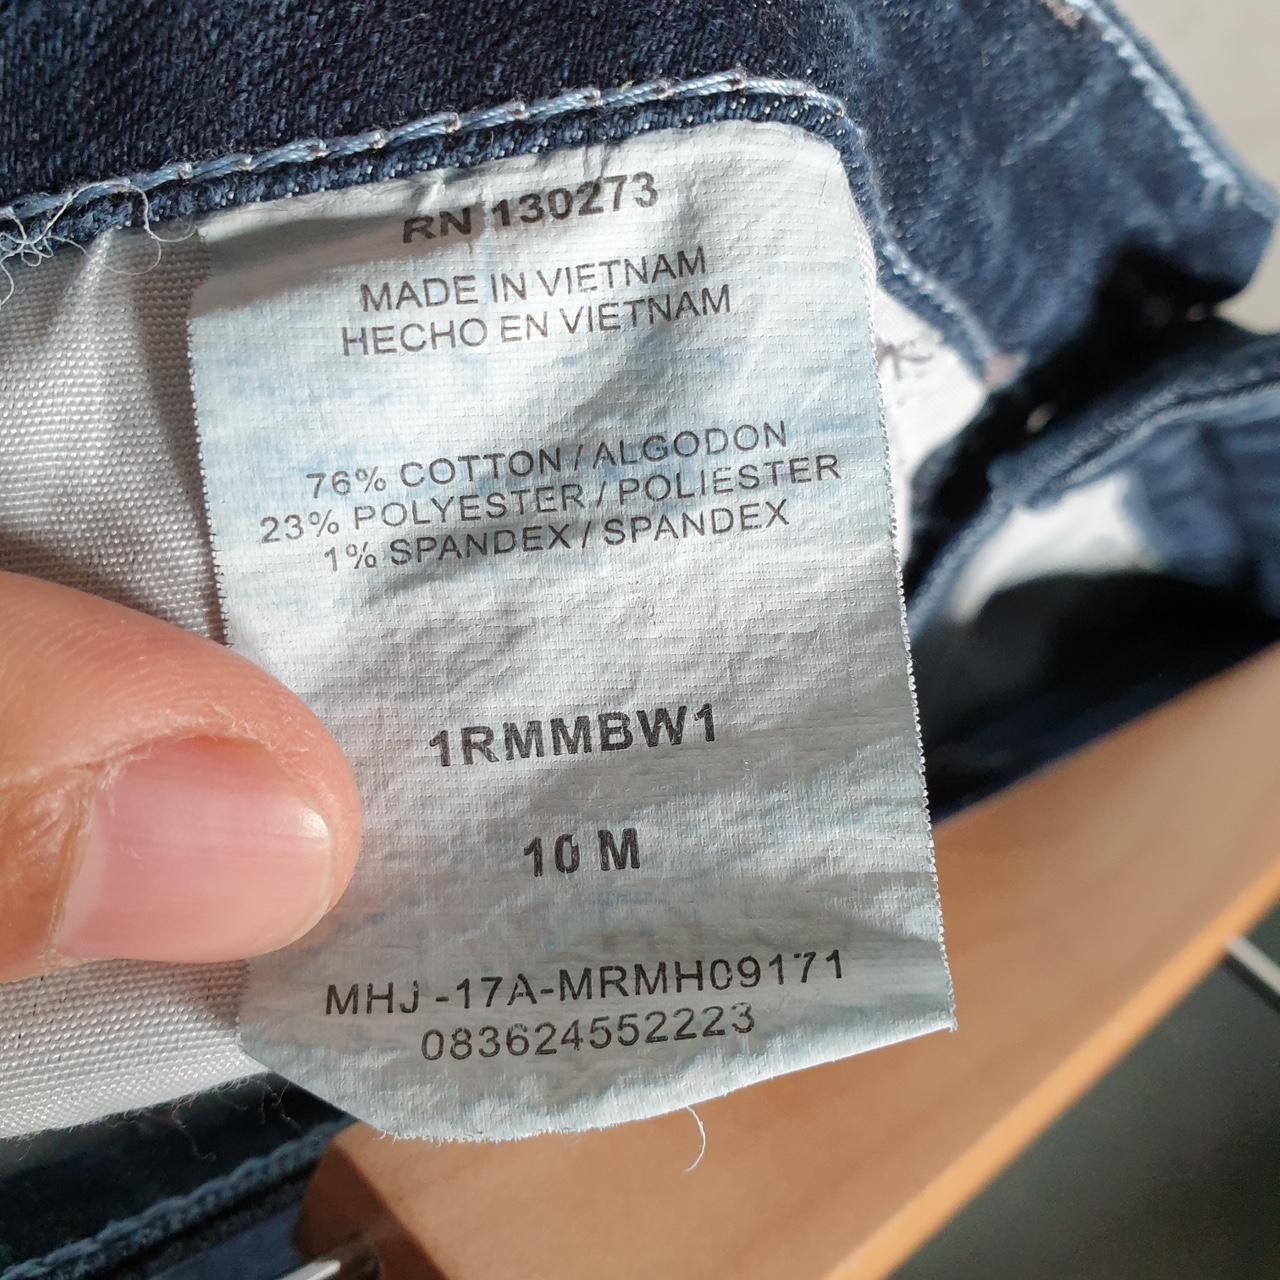 RN 130273
MADE IN VIETNAM
HECHO EN VIETNAM
76% COTTON / ALGODON
23% POLYESTER / POLIESTER
1% SPANDEX / SPANDEX
1RMMBW1
10 M
MHJ -17A-MRMH09171
083624552223